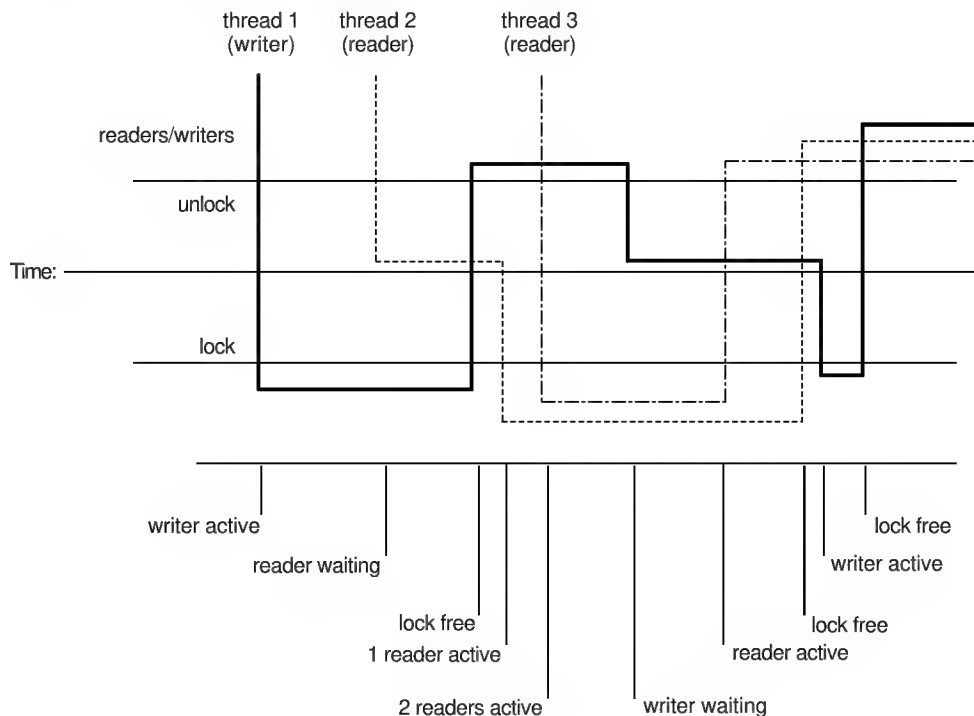 thread 1
(writer)
thread 2
(reader)
thread 3
(reader)
readers/writers
unlock
Time:
lock
writer active
lock free
reader waiting
writer active
lock free
lock free
1 reader active
reader active
2 readers active
writer waiting